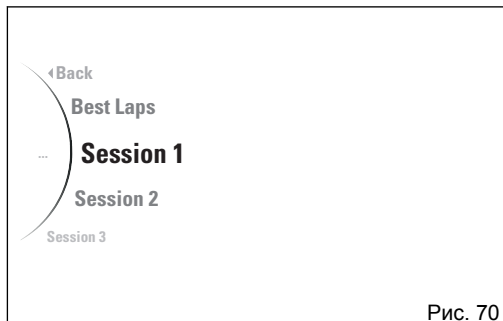 Back
Best Laps
...
Session 1
Session 2
Session 3
Рис. 70